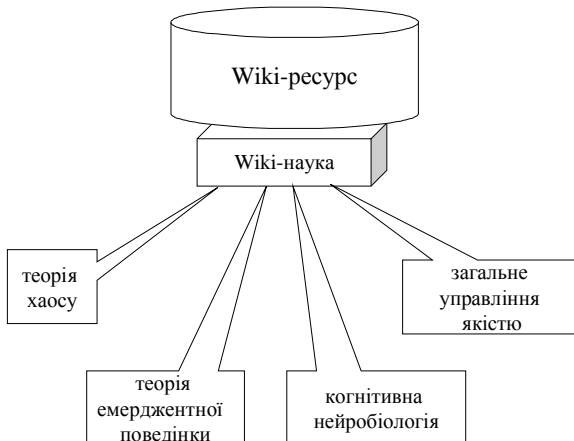 Wiki-ресурс
Wiki-наука
теорія
хаосу
загальне
управління
якістю
теорія
емерджентної
поведінки
когнітивна
нейробіологія